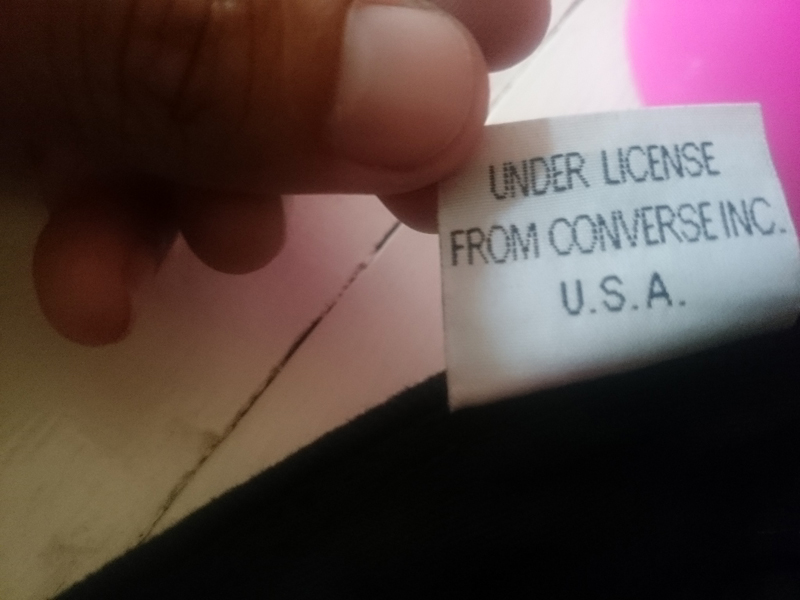 UNDER LICENSE
FROM CONVERSE INC.
U.S.A.